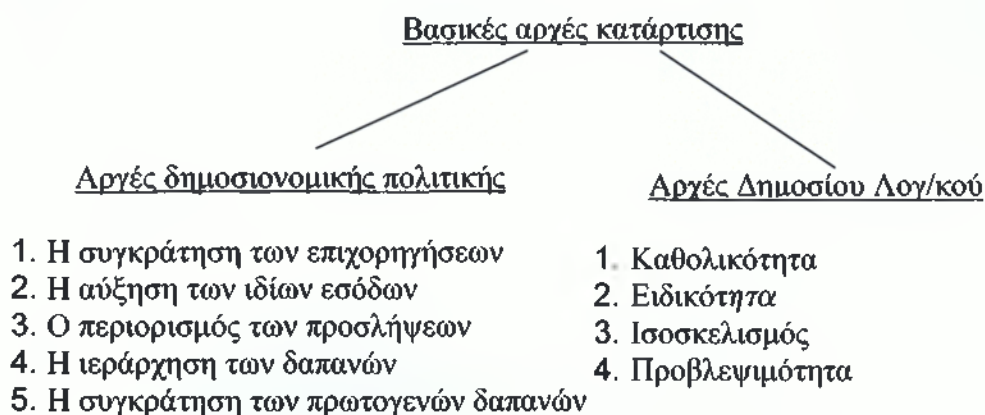 Βασικές αρχές κατάρτισης
Αρχές δημοσιονομικής πολιτικής
1. Η συγκράτηση των επιχορηγήσεων
2. Η αύξηση των ιδίων εσόδων
3. Ο περιορισμός των προσλήψεων
4. Η ιεράρχηση των δαπανών
5. Η συγκράτηση των πρωτογενών δαπανών
Αρχές Δημοσίου Λογ/κού
1. Καθολικότητα
2. Ειδικότητα
3. Ισοσκελισμός
4. Προβλεψιμότητα